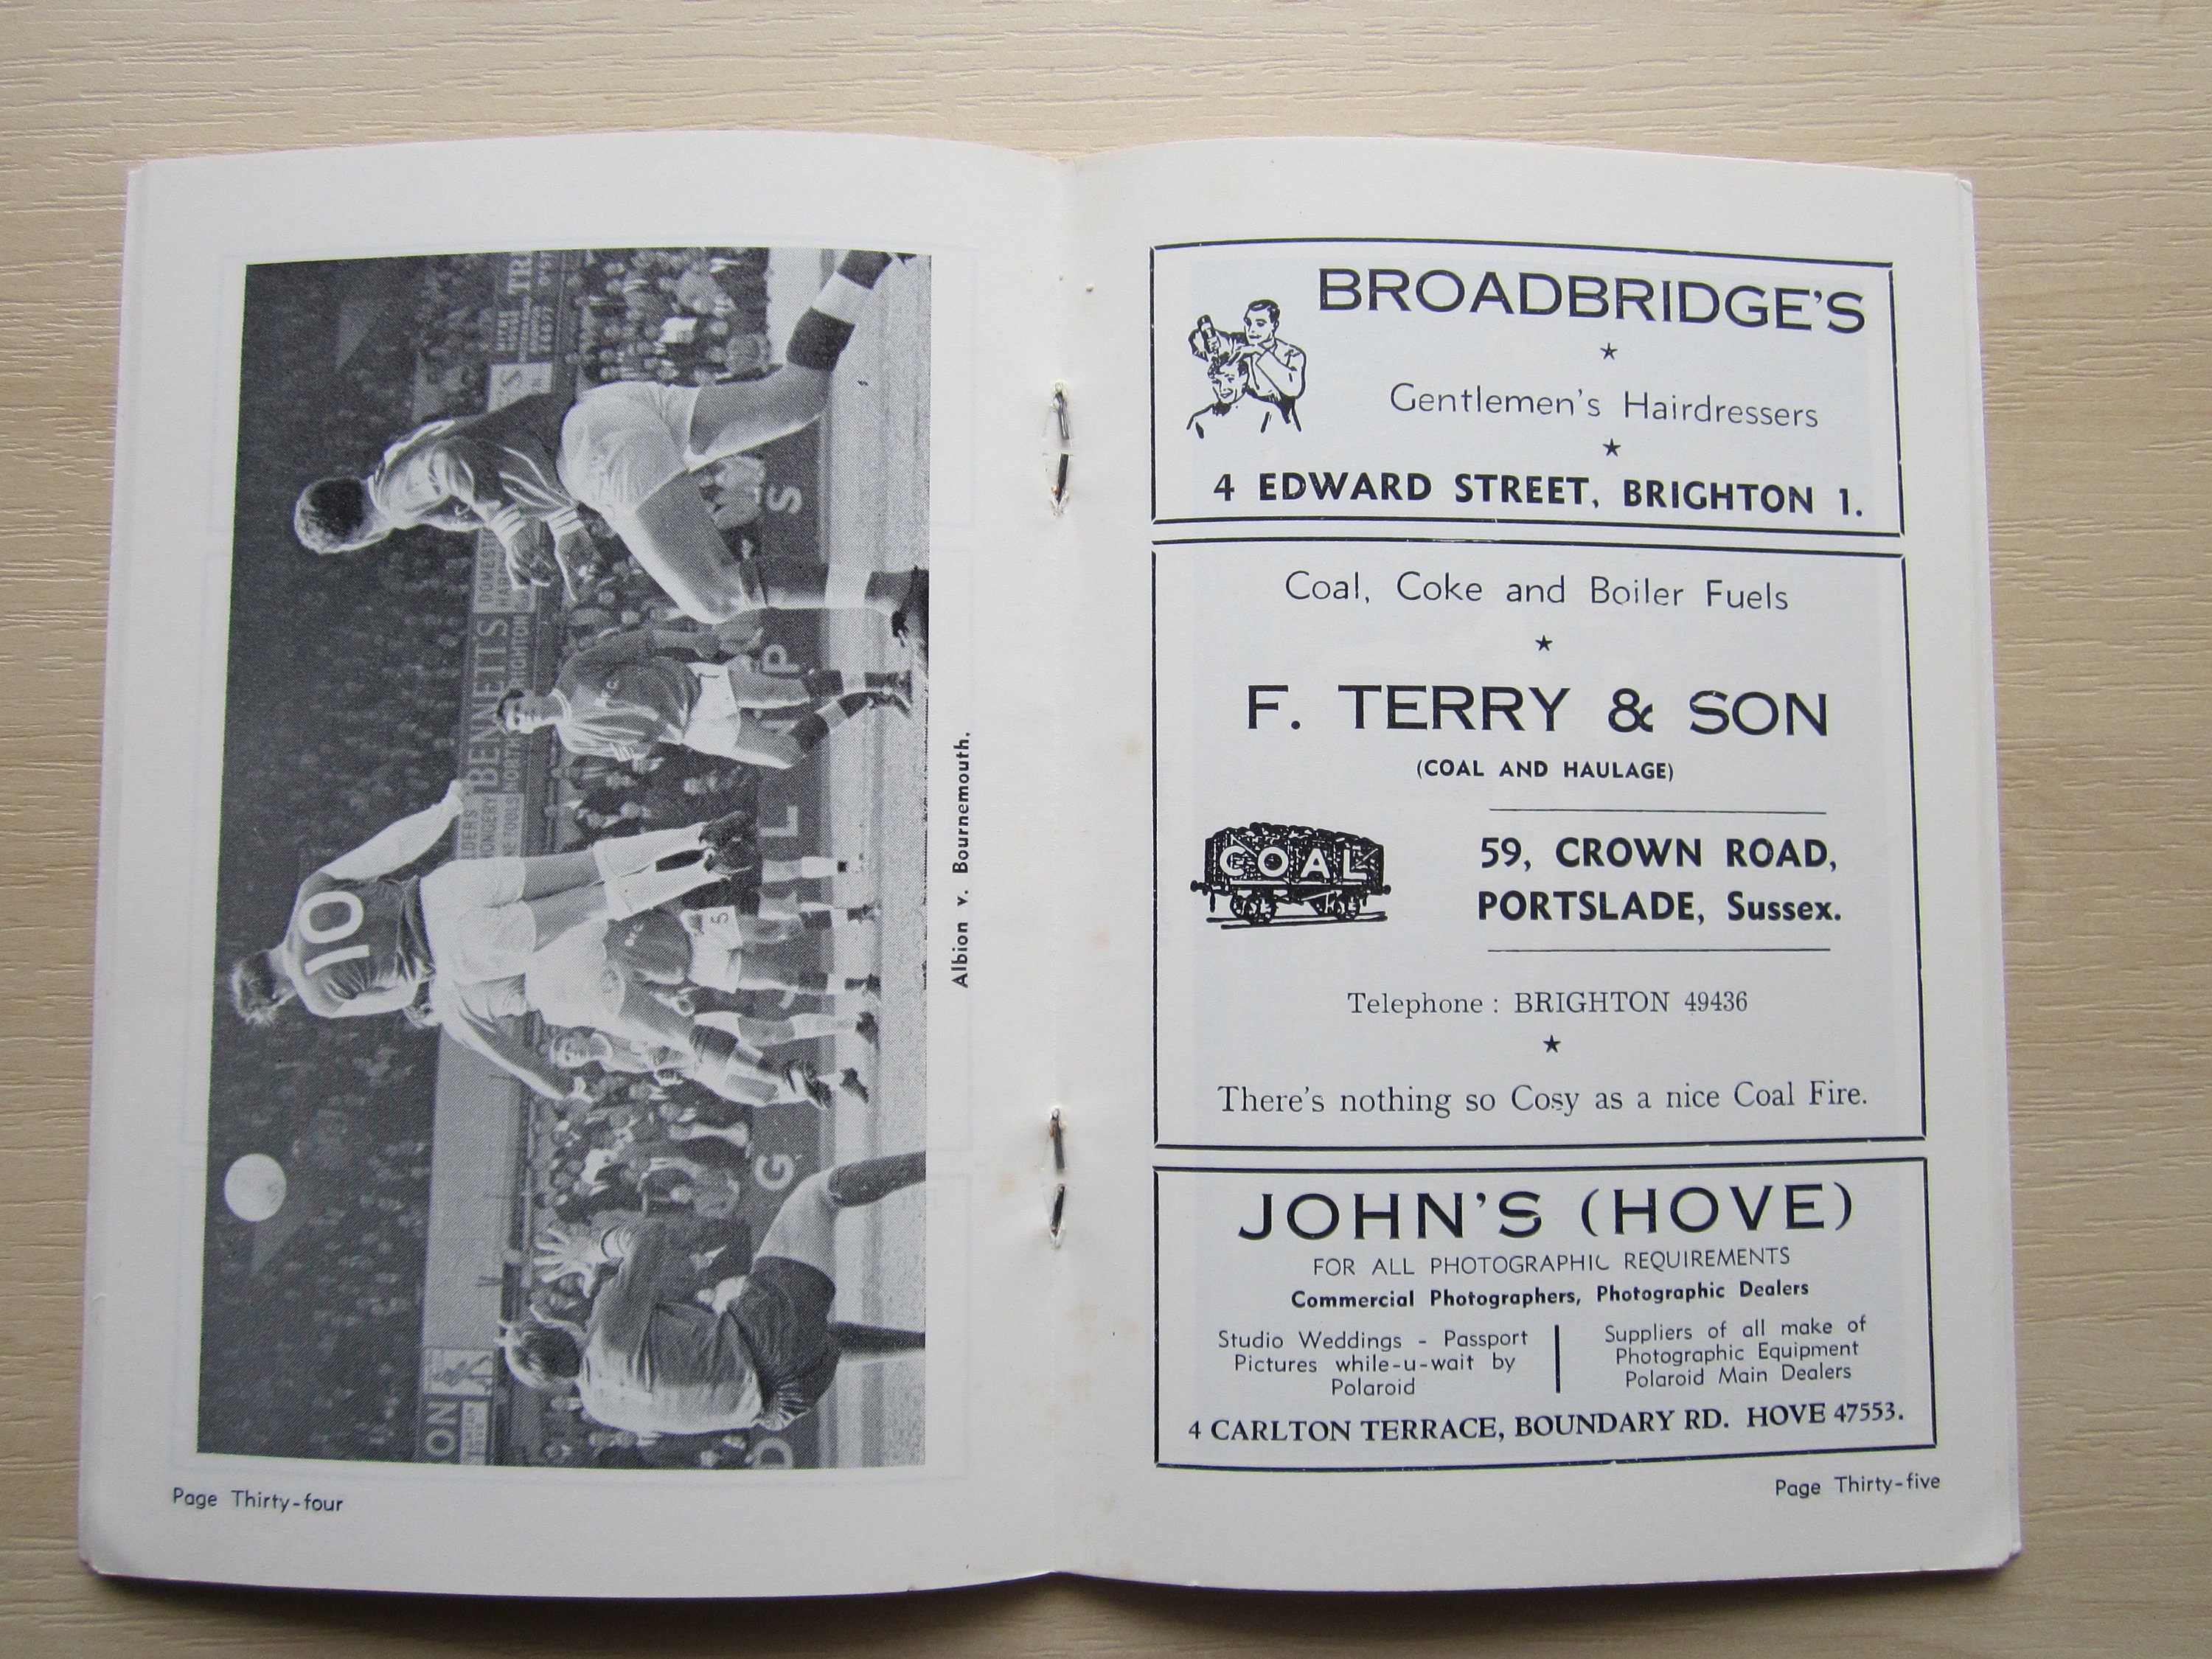 10
BENNETTS
BRIGHTON
S
P
L
G
D
5
Albion v. Bournemouth.
Page Thirty-four
BROADBRIDGE'S
★
Gentlemen's Hairdressers
★
4 EDWARD STREET, BRIGHTON 1.
Coal, Coke and Boiler Fuels
★
F. TERRY & SON
(COAL AND HAULAGE)
COAL
59, CROWN ROAD,
PORTSLADE, Sussex.
Telephone : BRIGHTON 49436
★
There's nothing so Cosy as a nice Coal Fire.
JOHN'S (HOVE)
FOR ALL PHOTOGRAPHIC REQUIREMENTS
Commercial Photographers, Photographic Dealers
Studio Weddings - Passport
Pictures while-u-wait by
Polaroid
Suppliers of all make of
Photographic Equipment
Polaroid Main Dealers
4 CARLTON TERRACE, BOUNDARY RD. HOVE 47553.
Page Thirty-five